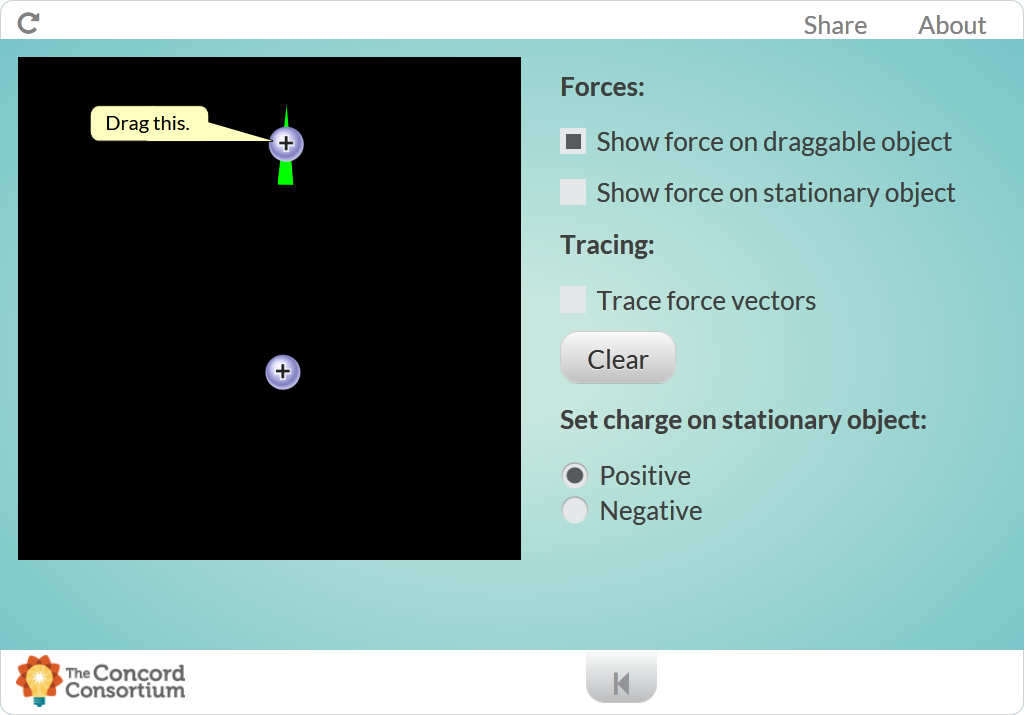 Share About
Drag this.
+
+
Forces:
Show force on draggable object
Show force on stationary object
Tracing:
Trace force vectors
Clear
Set charge on stationary object:
Positive
Negative
The Concord
Consortium